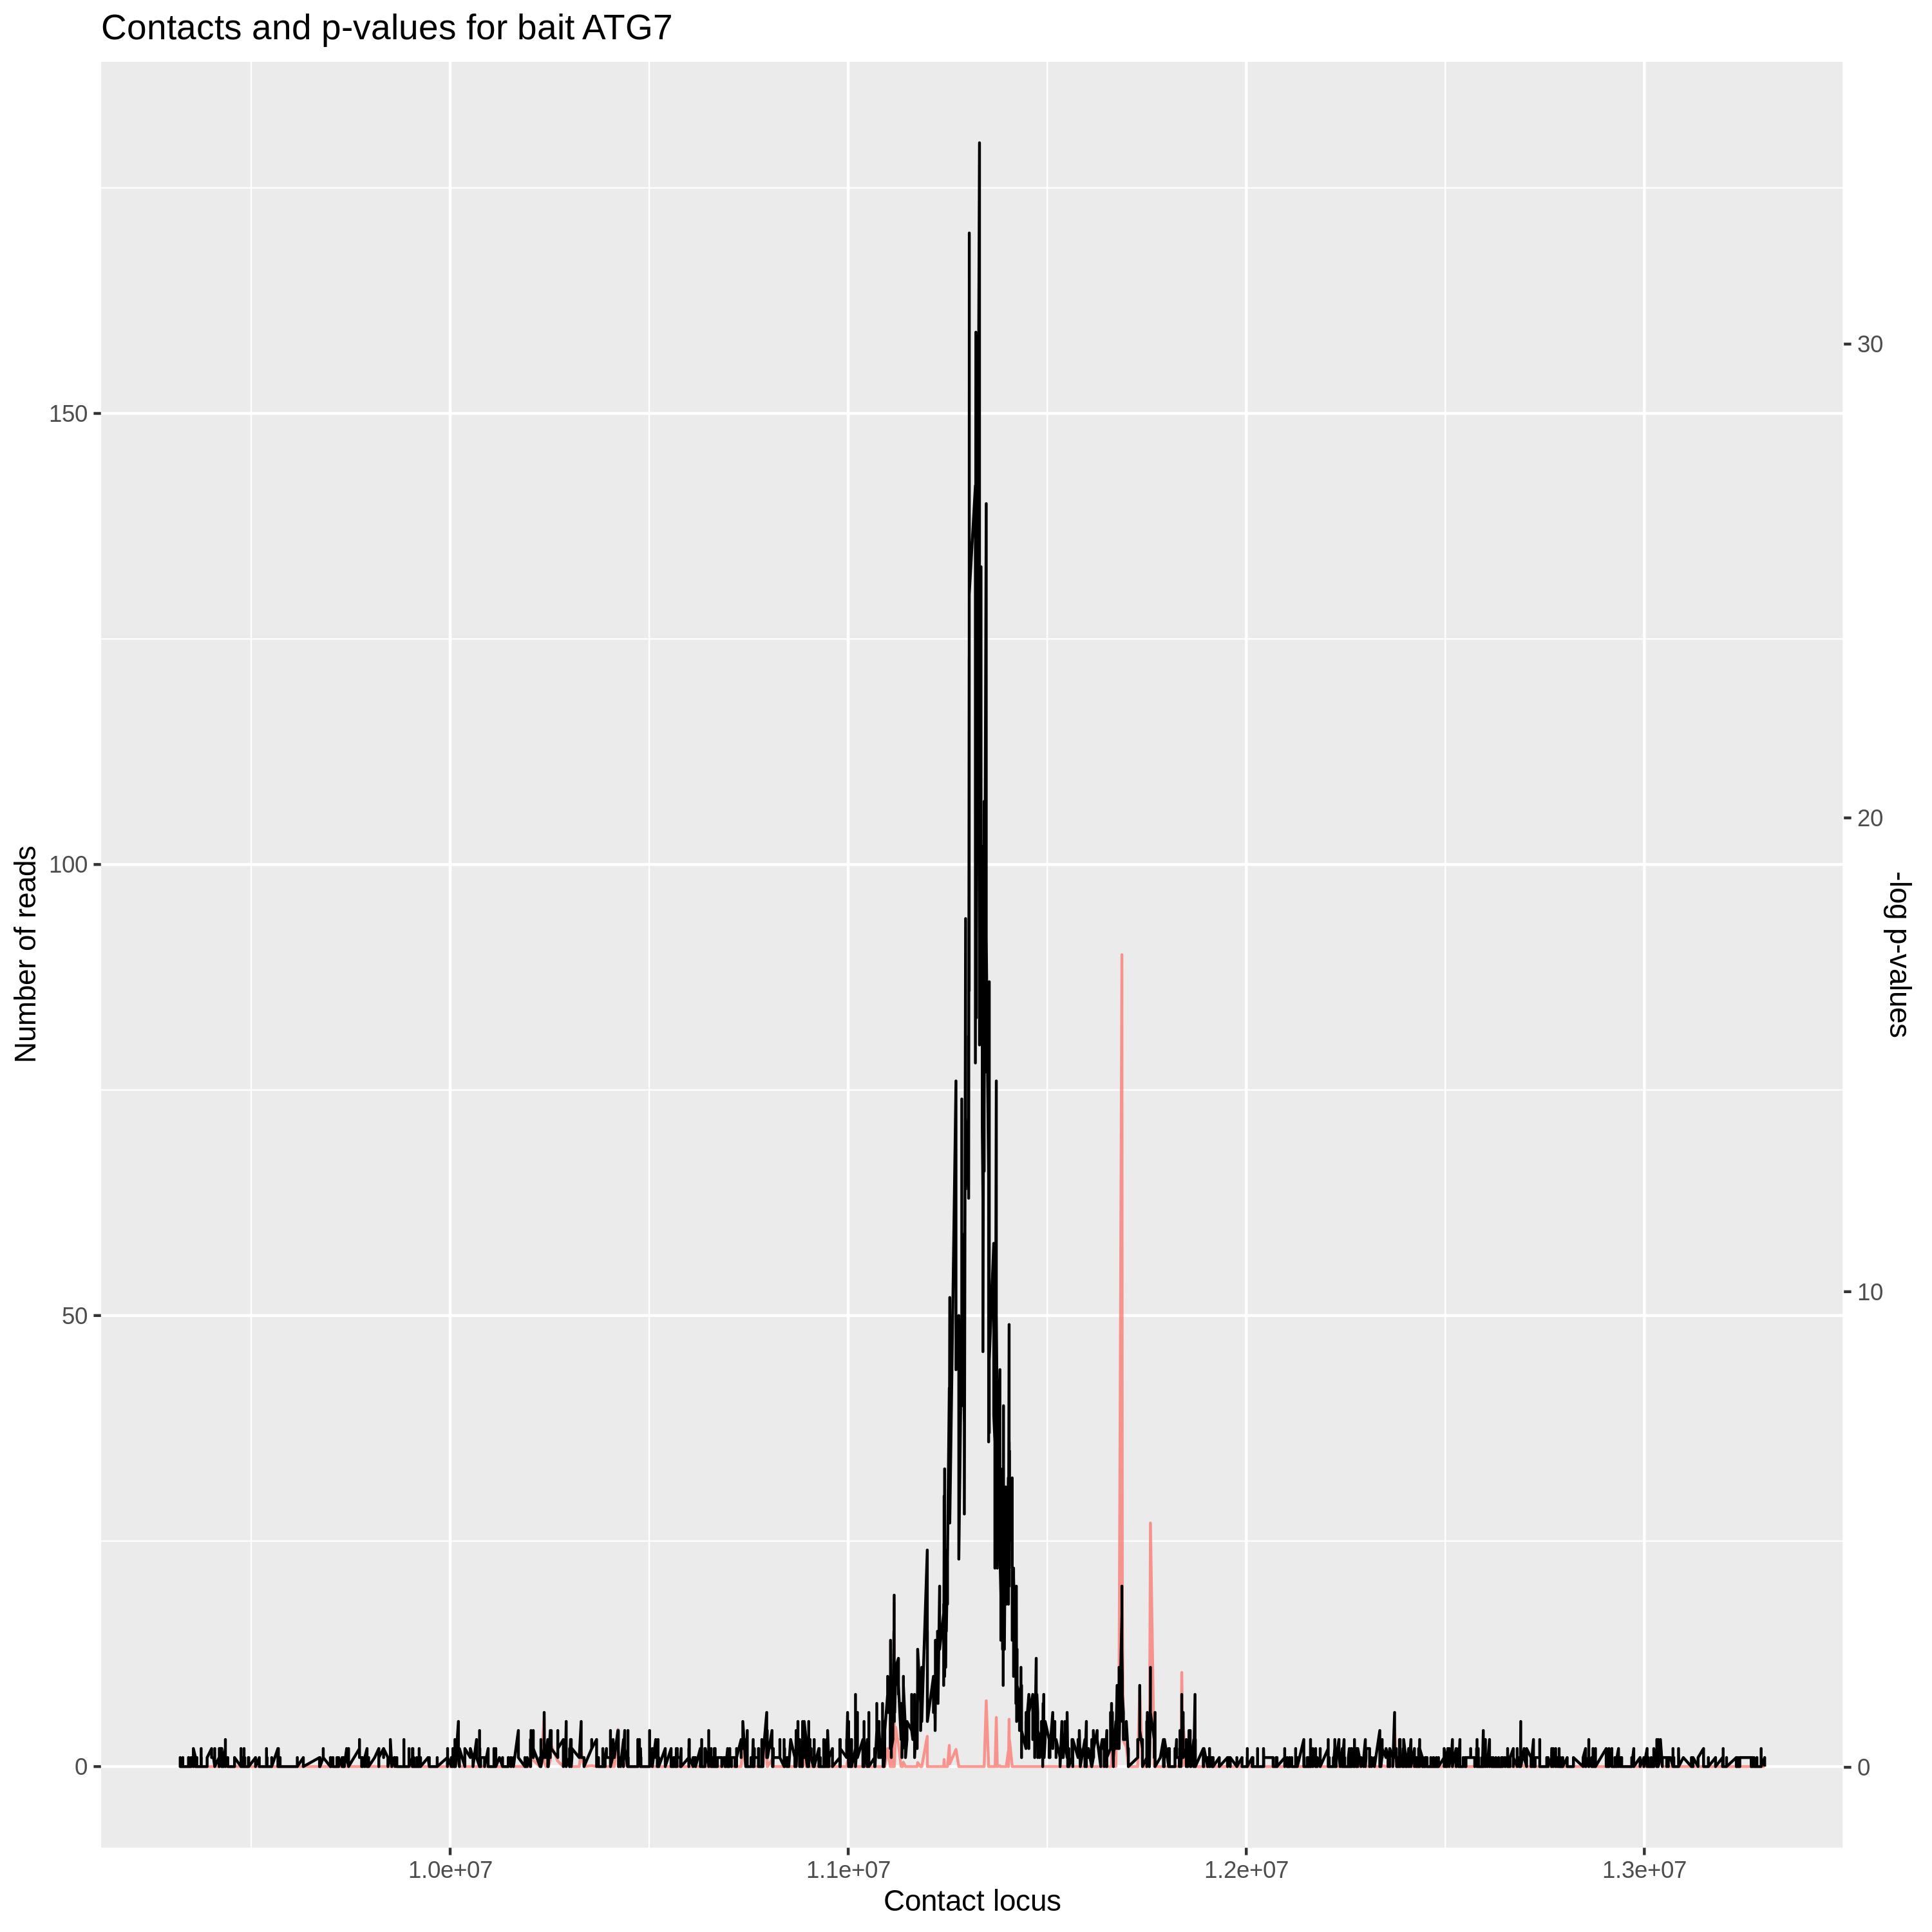 Contacts and p-values for bait ATG7
Number of reads
150
100
50
0
30
20
10
0
-log p-values
1.0e+07 1.1e+07 1.2e+07 1.3e+07
Contact locus